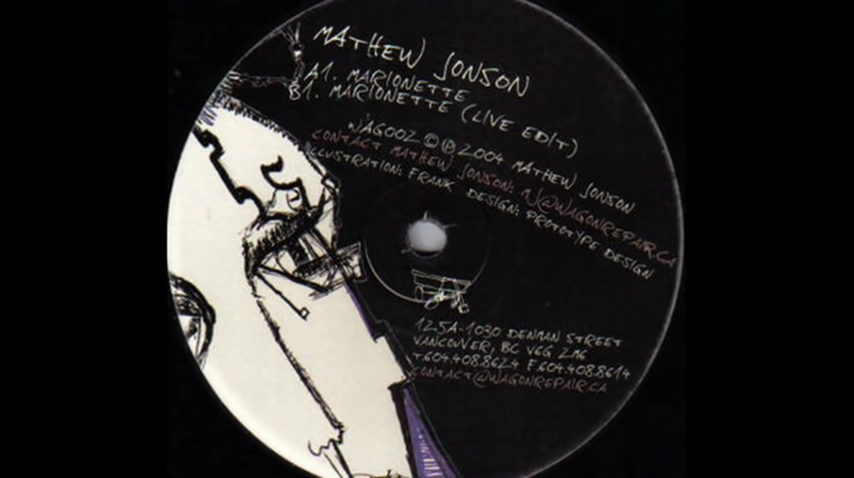 MATHEW JONSON
A1. MARIONETTE
B1. MARIONETTE (LIVE EDIT)
WAG002 © ℗ 2004 MATHEW JONSON
CONTACT MATHEW JONSON: MJ@WAGONREPAIR.CA
ILLUSTRATION: FRANK DESIGN: PROTOTYPE DESIGN
125A-1030 DENMAN STREET
VANCOUVER, BC V6G 2M6
T.604.408.8624 F.604.408.8614
CONTACT@WAGONREPAIR.CA